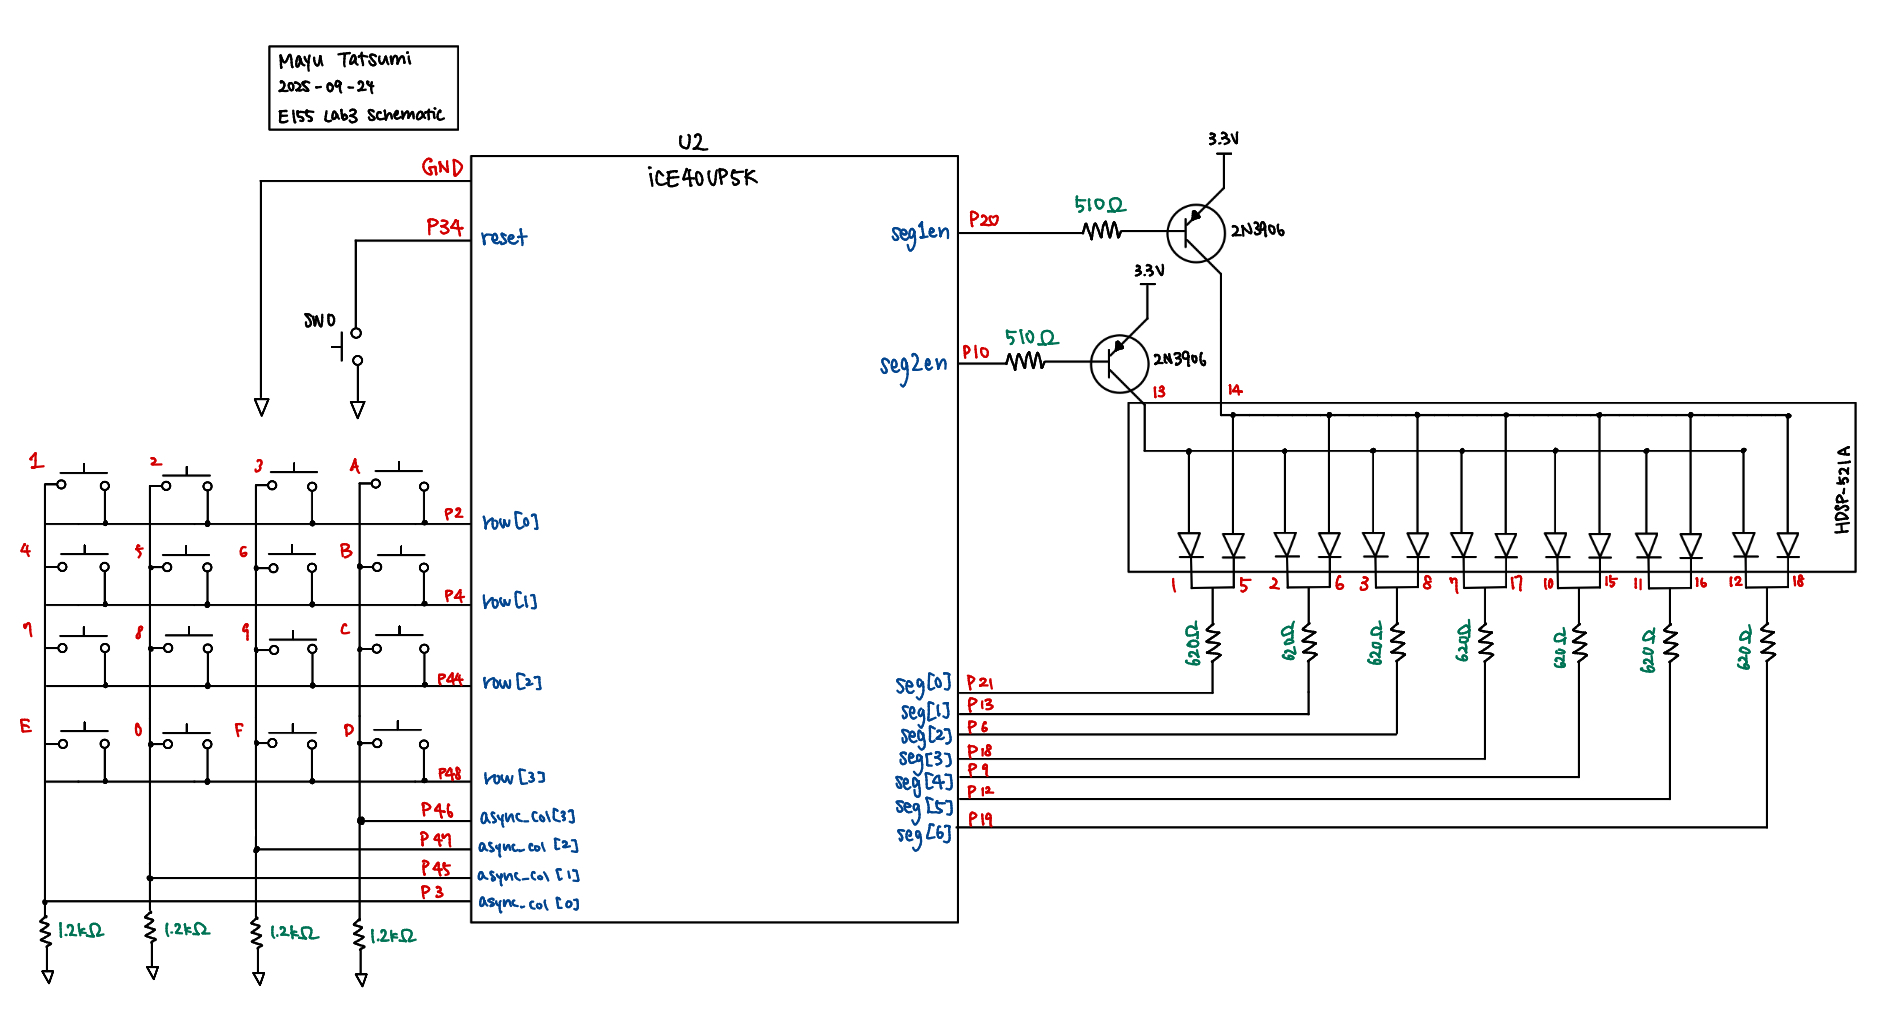 Mayu Tatsumi
2025-09-24
E155 Lab3 Schematic
U2
iCE40UP5K
GND
P34
reset
SW0
1
2
3
A
P2
row[0]
4
5
6
B
P4
row[1]
7
8
9
C
P44
row[2]
E
0
F
D
P48
row[3]
P46
async_col[3]
P47
async_col[2]
P45
async_col[1]
P3
async_col[0]
1.2kΩ
1.2kΩ
1.2kΩ
1.2kΩ
3.3V
seg1en
P20
510Ω
2N3906
3.3V
seg2en
P10
510Ω
2N3906
13
14
HDSP-521A
1
5
2
6
3
8
7
17
10
15
11
16
12
18
620Ω
620Ω
620Ω
620Ω
620Ω
620Ω
620Ω
seg[0]
P21
seg[1]
P13
seg[2]
P6
seg[3]
P18
seg[4]
P9
seg[5]
P12
seg[6]
P19